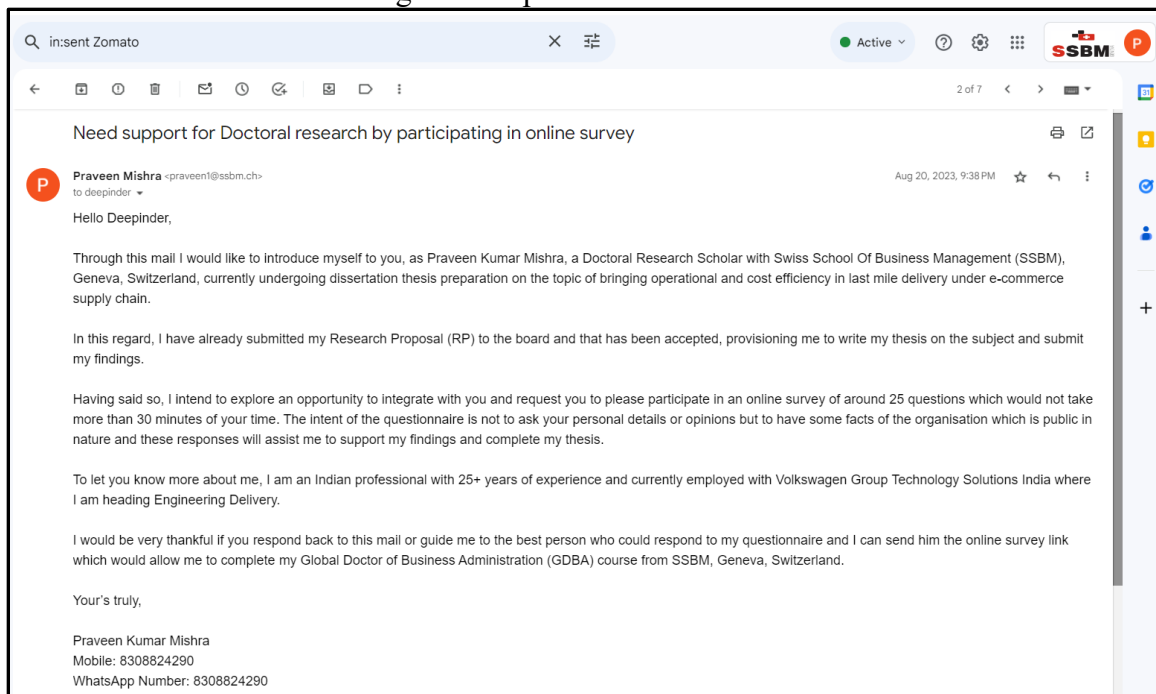 in:sent Zomato
Active
SSBM
P
2 of 7
31
Need support for Doctoral research by participating in online survey
P
Praveen Mishra <praveen1@ssbm.ch>
Aug 20, 2023, 9:38 PM
to deepinder
Hello Deepinder,
Through this mail I would like to introduce myself to you, as Praveen Kumar Mishra, a Doctoral Research Scholar with Swiss School Of Business Management (SSBM),
Geneva, Switzerland, currently undergoing dissertation thesis preparation on the topic of bringing operational and cost efficiency in last mile delivery under e-commerce
supply chain.
In this regard, I have already submitted my Research Proposal (RP) to the board and that has been accepted, provisioning me to write my thesis on the subject and submit
my findings.
Having said so, I intend to explore an opportunity to integrate with you and request you to please participate in an online survey of around 25 questions which would not take
more than 30 minutes of your time. The intent of the questionnaire is not to ask your personal details or opinions but to have some facts of the organisation which is public in
nature and these responses will assist me to support my findings and complete my thesis.
To let you know more about me, I am an Indian professional with 25+ years of experience and currently employed with Volkswagen Group Technology Solutions India where
I am heading Engineering Delivery.
I would be very thankful if you respond back to this mail or guide me to the best person who could respond to my questionnaire and I can send him the online survey link
which would allow me to complete my Global Doctor of Business Administration (GDBA) course from SSBM, Geneva, Switzerland.
Your's truly,
Praveen Kumar Mishra
Mobile: 8308824290
WhatsApp Number: 8308824290